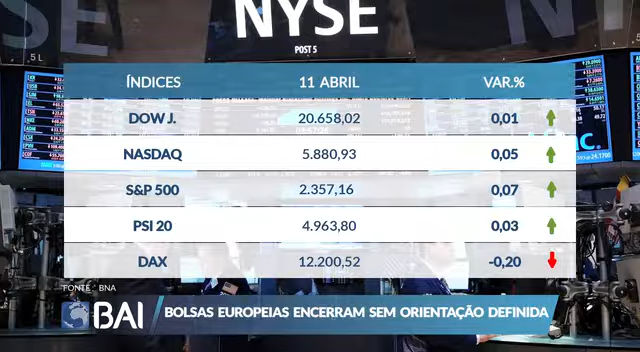 NYSE
POST 5
ÍNDICES 11 ABRIL VAR.%
DOW J. 20.658,02 0,01
NASDAQ 5.880,93 0,05
S&P 500 2.357,16 0,07
PSI 20 4.963,80 0,03
DAX 12.200,52 -0,20
FONTE BNA
BAI BOLSAS EUROPEIAS ENCERRAM SEM ORIENTAÇÃO DEFINIDA